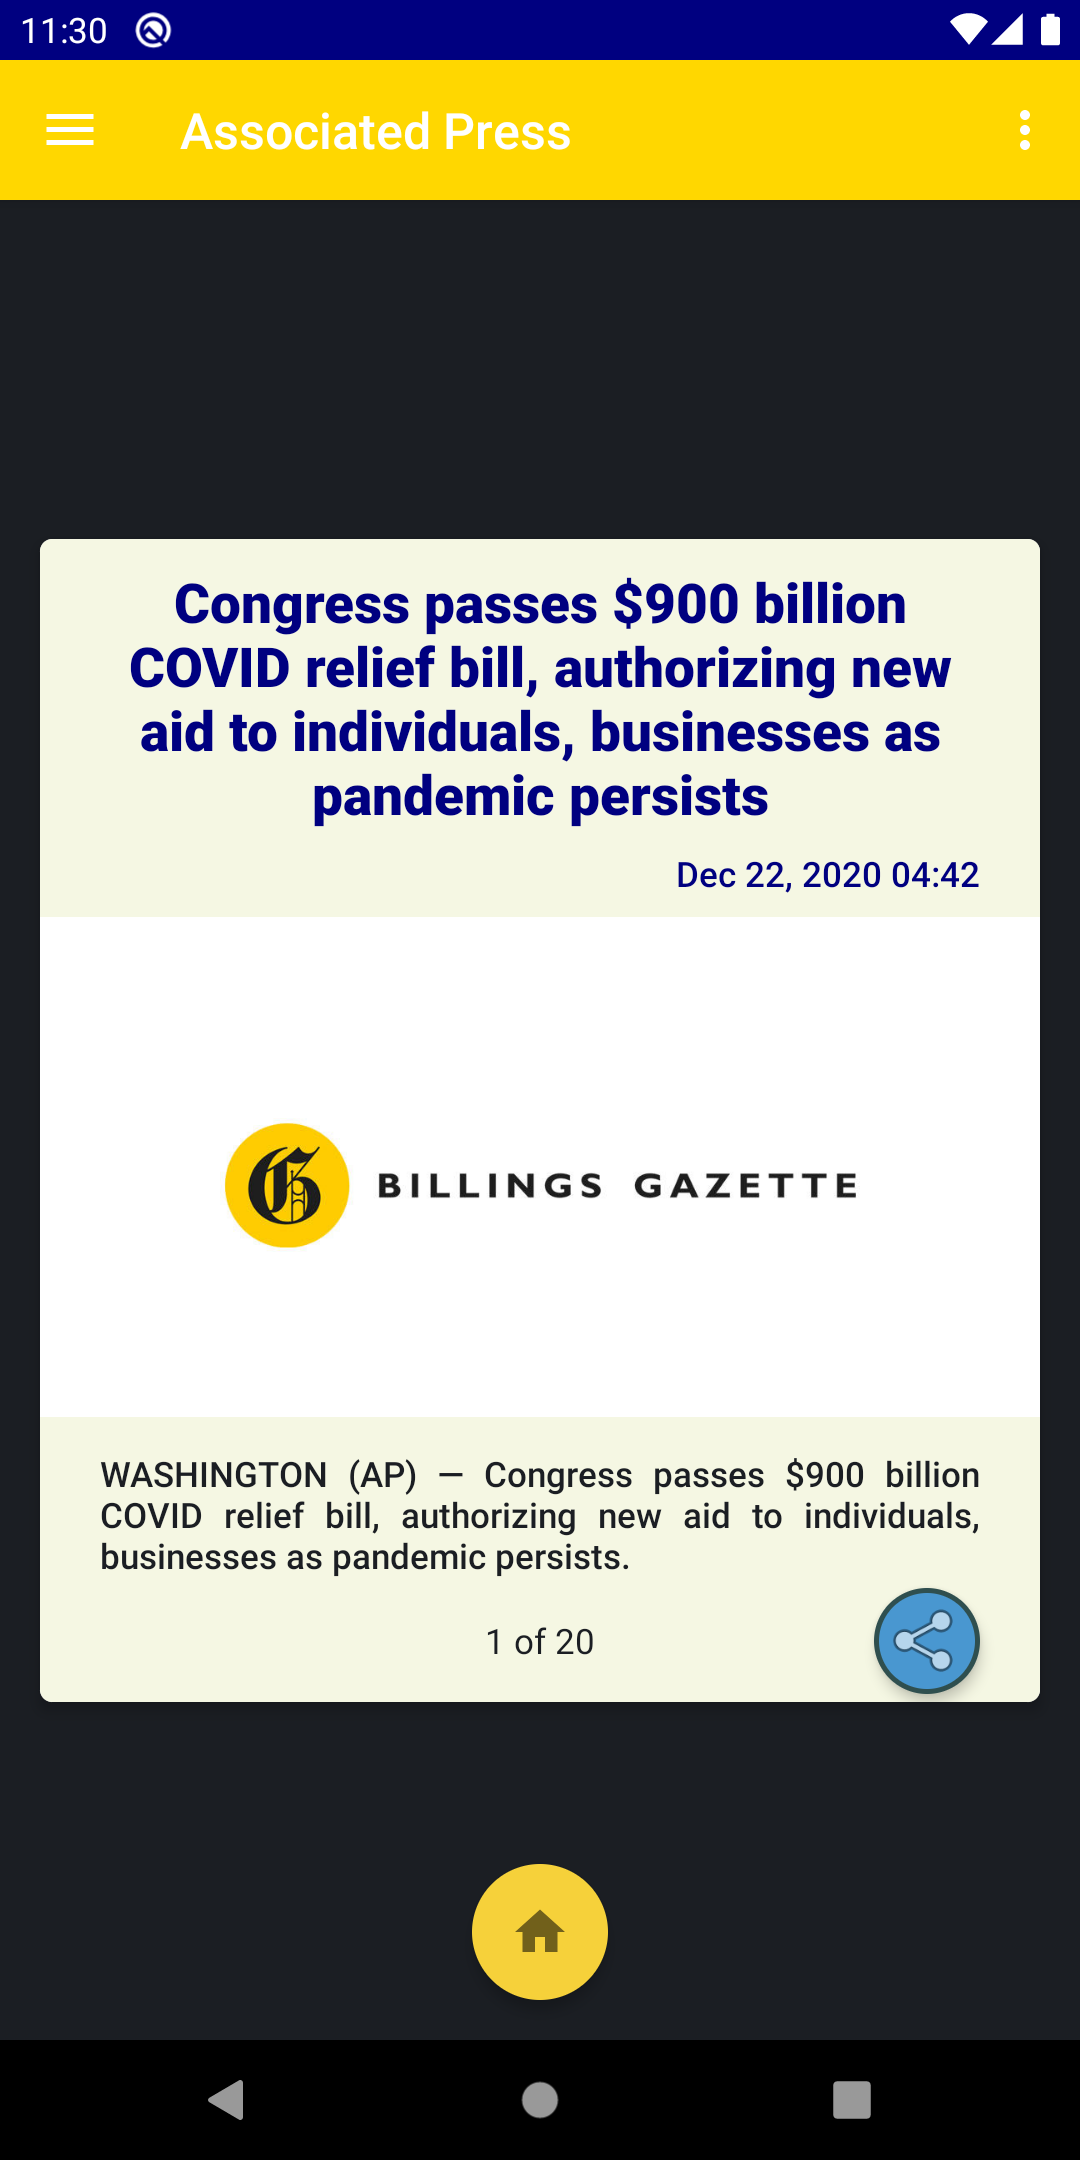 11:30
Associated Press
Congress passes $900 billion
COVID relief bill, authorizing new
aid to individuals, businesses as
pandemic persists
Dec 22, 2020 04:42
G BILLINGS GAZETTE
WASHINGTON (AP) — Congress passes $900 billion
COVID relief bill, authorizing new aid to individuals,
businesses as pandemic persists.
1 of 20